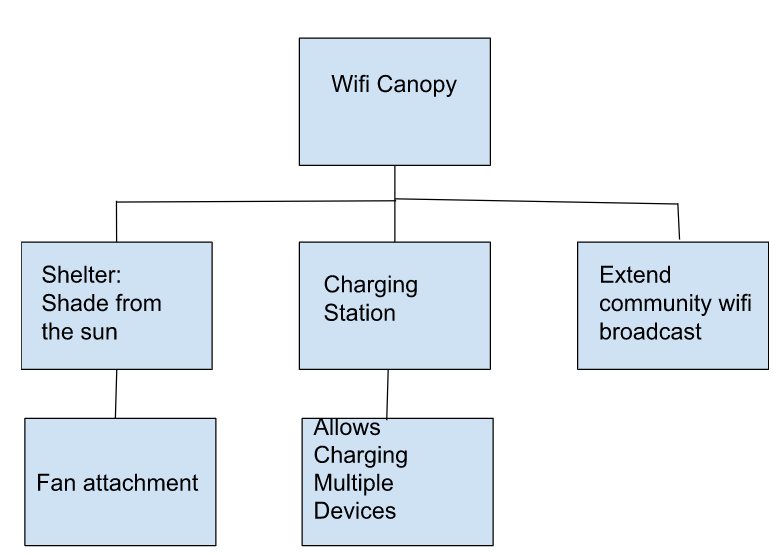 Wifi Canopy
Shelter:
Shade from
the sun
Charging
Station
Extend
community wifi
broadcast
Fan attachment
Allows
Charging
Multiple
Devices